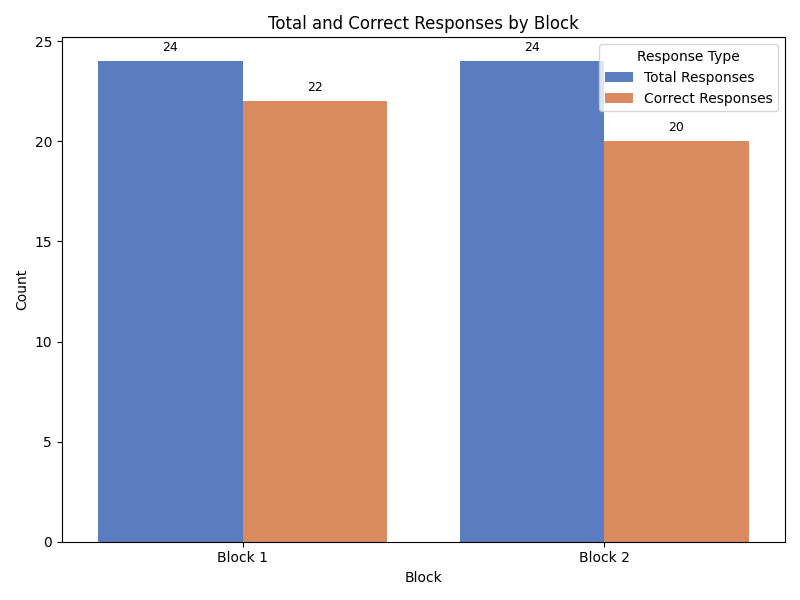 Total and Correct Responses by Block
Response Type
Total Responses
Correct Responses
24
22
24
20
Count
25
20
15
10
5
0
Block 1
Block 2
Block